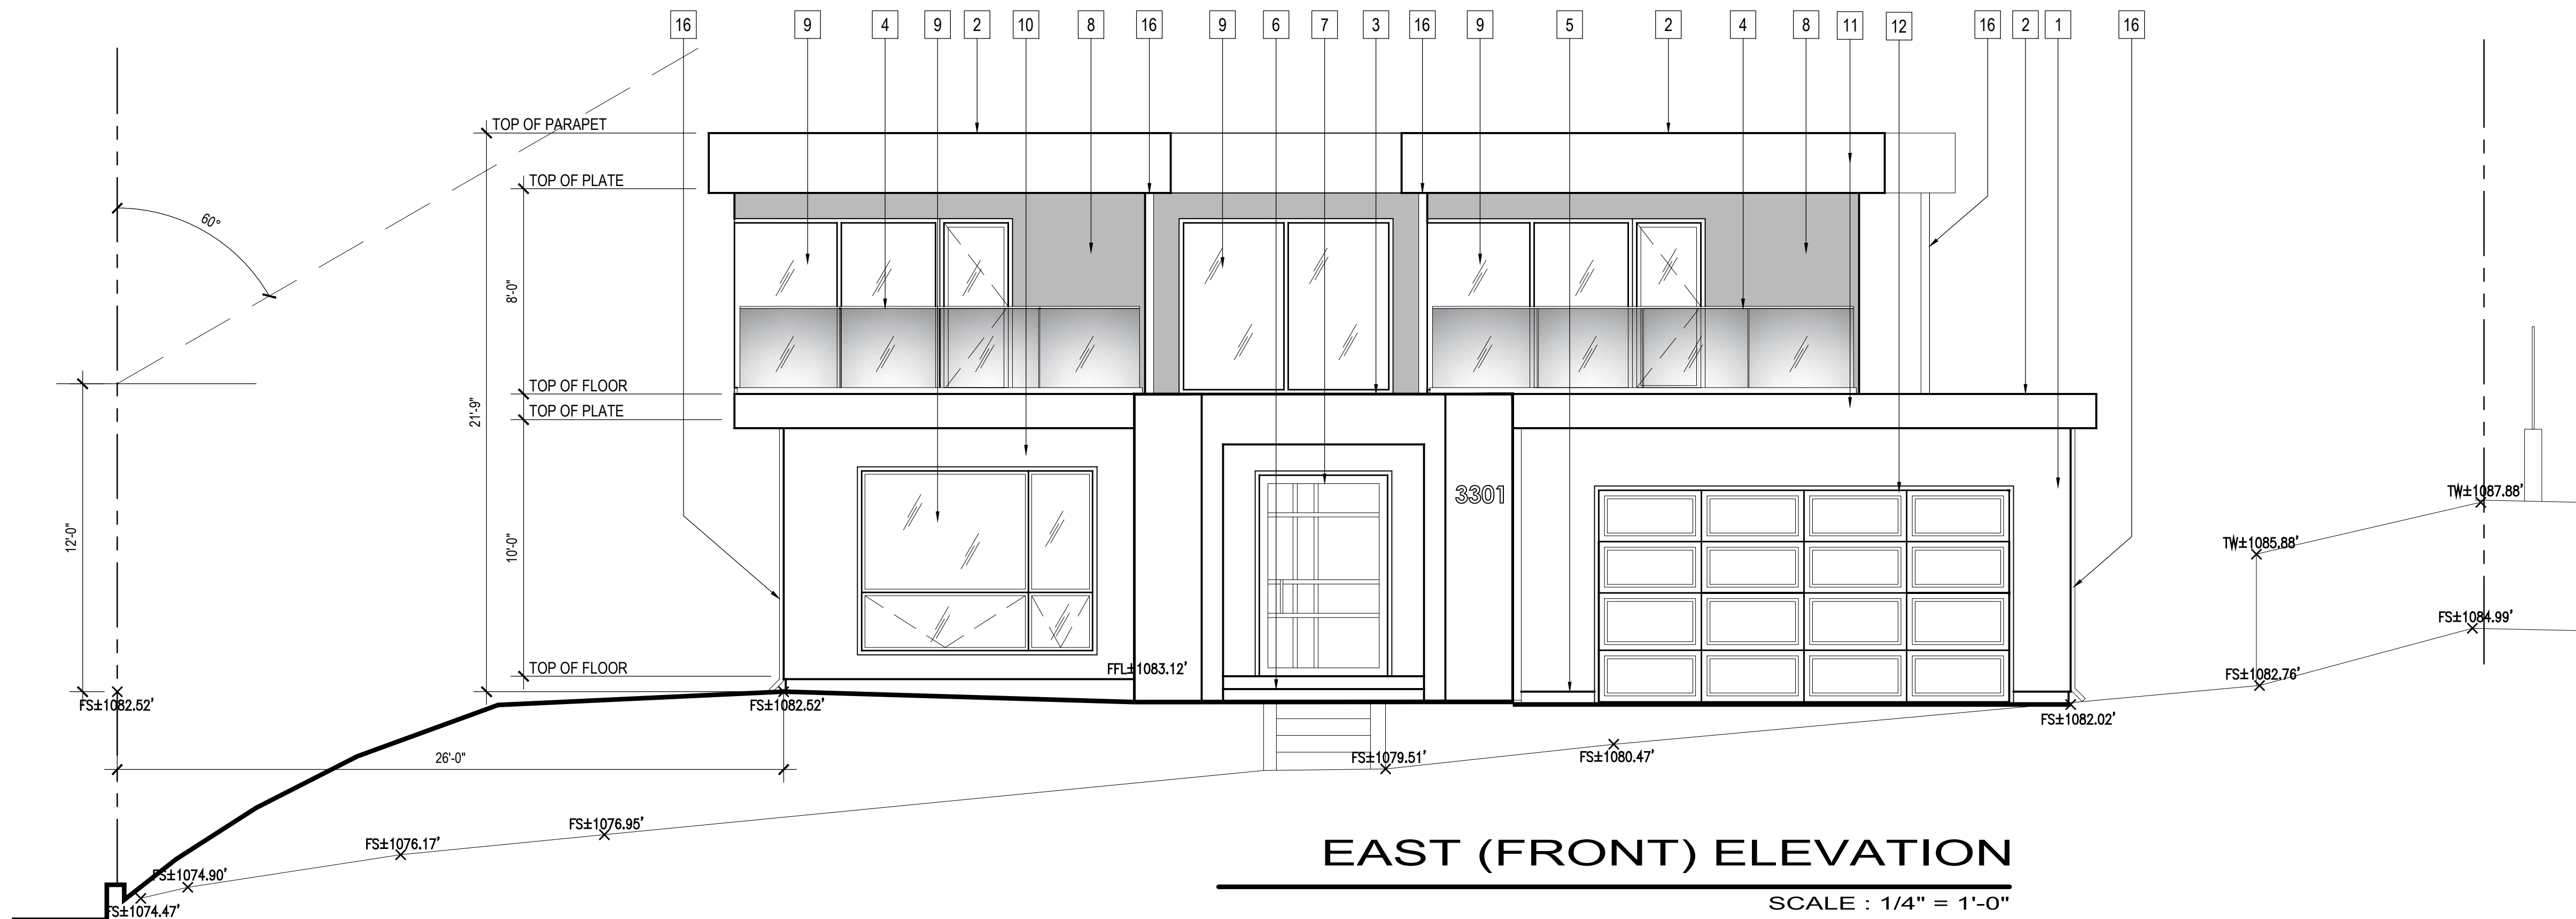 16 9 4 9 2 10 8 16 9 6 7 3 16 9 5 2 4 8 11 12 16 2 1 16
TOP OF PARAPET
TOP OF PLATE
60°
8'-0"
TOP OF FLOOR
TOP OF PLATE
21'-9"
12'-0"
10'-0"
3301
TW±1087.88'
TW±1085.88'
FS±1084.99'
TOP OF FLOOR
FFL±1083.12'
FS±1082.76'
FS±1082.52'
FS±1082.52'
FS±1082.02'
26'-0"
FS±1079.51'
FS±1080.47'
FS±1076.95'
FS±1076.17'
FS±1074.90'
FS±1074.47'
EAST (FRONT) ELEVATION
SCALE : 1/4" = 1'-0"